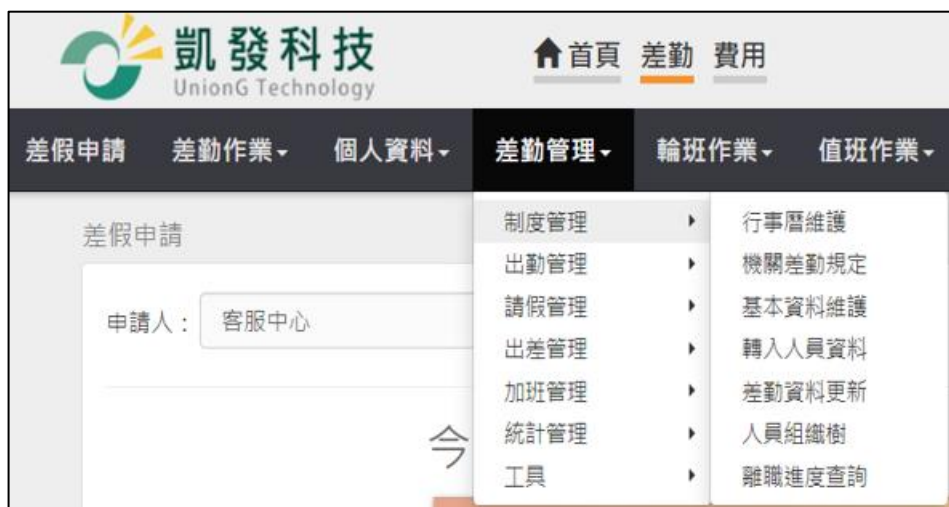 凱發科技
UnionG Technology
首頁 差勤 費用
差假申請 差勤作業 個人資料 差勤管理 輪班作業 值班作業
差假申請
申請人： 客服中心
今
制度管理
出勤管理
請假管理
出差管理
加班管理
統計管理
工具
行事曆維護
機關差勤規定
基本資料維護
轉入人員資料
差勤資料更新
人員組織樹
離職進度查詢